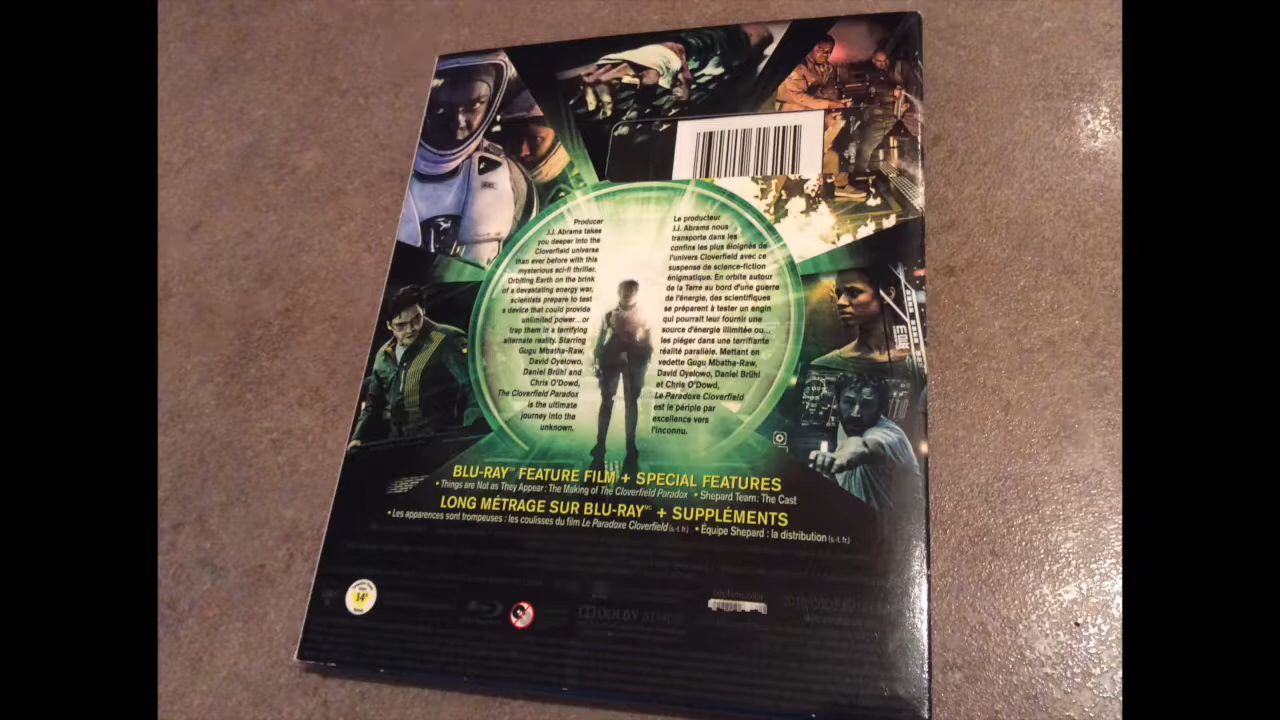 Producer
J.J. Abrams takes
you deeper into the
Cloverfield universe
than ever before with this
mysterious sci-fi thriller.
Orbiting Earth on the brink
of a devastating energy war,
scientists prepare to test
a device that could provide
unlimited power...or
trap them in a terrifying
alternate reality. Starring
Gugu Mbatha-Raw,
David Oyelowo,
Daniel Brühl and
Chris O'Dowd,
The Cloverfield Paradox
is the ultimate
journey into the
unknown.
Le producteur
J.J. Abrams nous
transporte dans les
confins les plus éloignés de
l'univers Cloverfield avec ce
suspense de science-fiction
énigmatique. En orbite autour
de la Terre au bord d'une guerre
de l'énergie, des scientifiques
se préparent à tester un engin
qui pourrait leur fournir une
source d'énergie illimitée ou...
les piéger dans une terrifiante
réalité parallèle. Mettant en
vedette Gugu Mbatha-Raw,
David Oyelowo, Daniel Brühl
et Chris O'Dowd,
Le Paradoxe Cloverfield
est le périple par
excellence vers
l'inconnu.
BLU-RAY™ FEATURE FILM + SPECIAL FEATURES
• Things are Not as They Appear: The Making of The Cloverfield Paradox • Shepard Team: The Cast
LONG MÉTRAGE SUR BLU-RAY MC + SUPPLÉMENTS
• Les apparences sont trompeuses : les coulisses du film Le Paradoxe Cloverfield (s.-t. fr.) • Équipe Shepard : la distribution (s.-t. fr.)
14
technicolor
DOLBY ATMOS